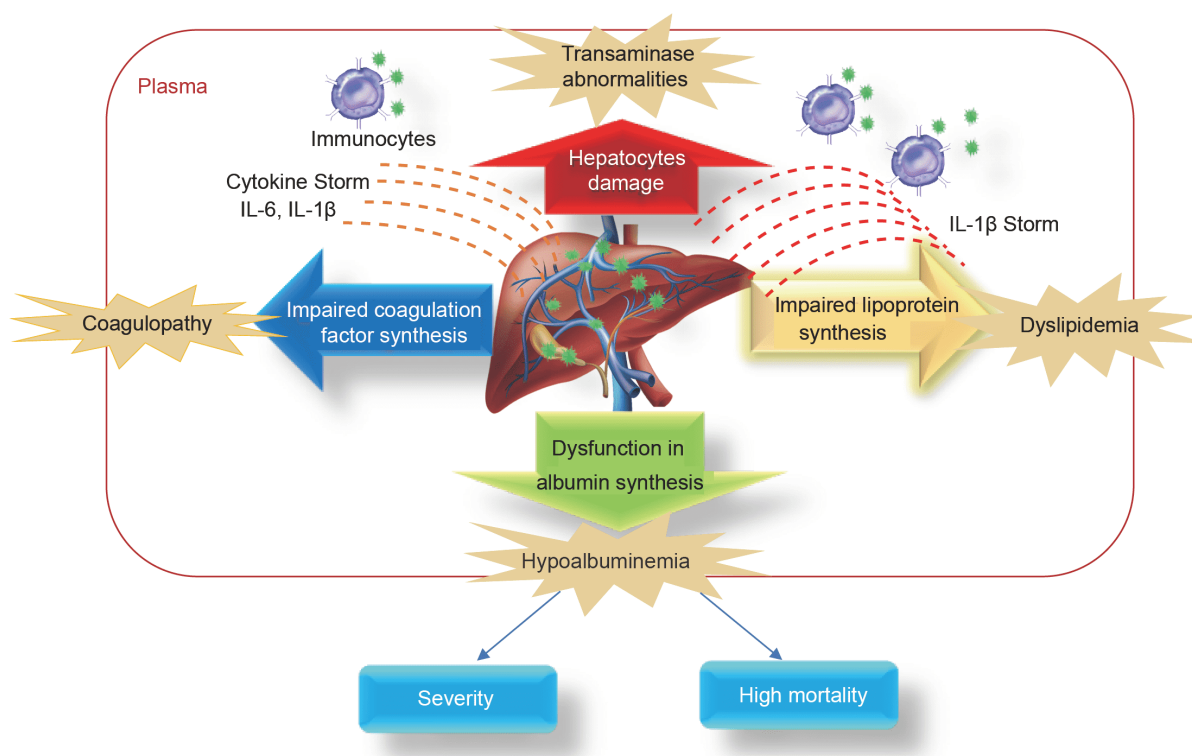 Transaminase
abnormalities
Plasma
Immunocytes
Hepatocytes
damage
Cytokine Storm
IL-6, IL-1β
IL-1β Storm
Coagulopathy
Impaired coagulation
factor synthesis
Impaired lipoprotein
synthesis
Dyslipidemia
Dysfunction in
albumin synthesis
Hypoalbuminemia
Severity
High mortality